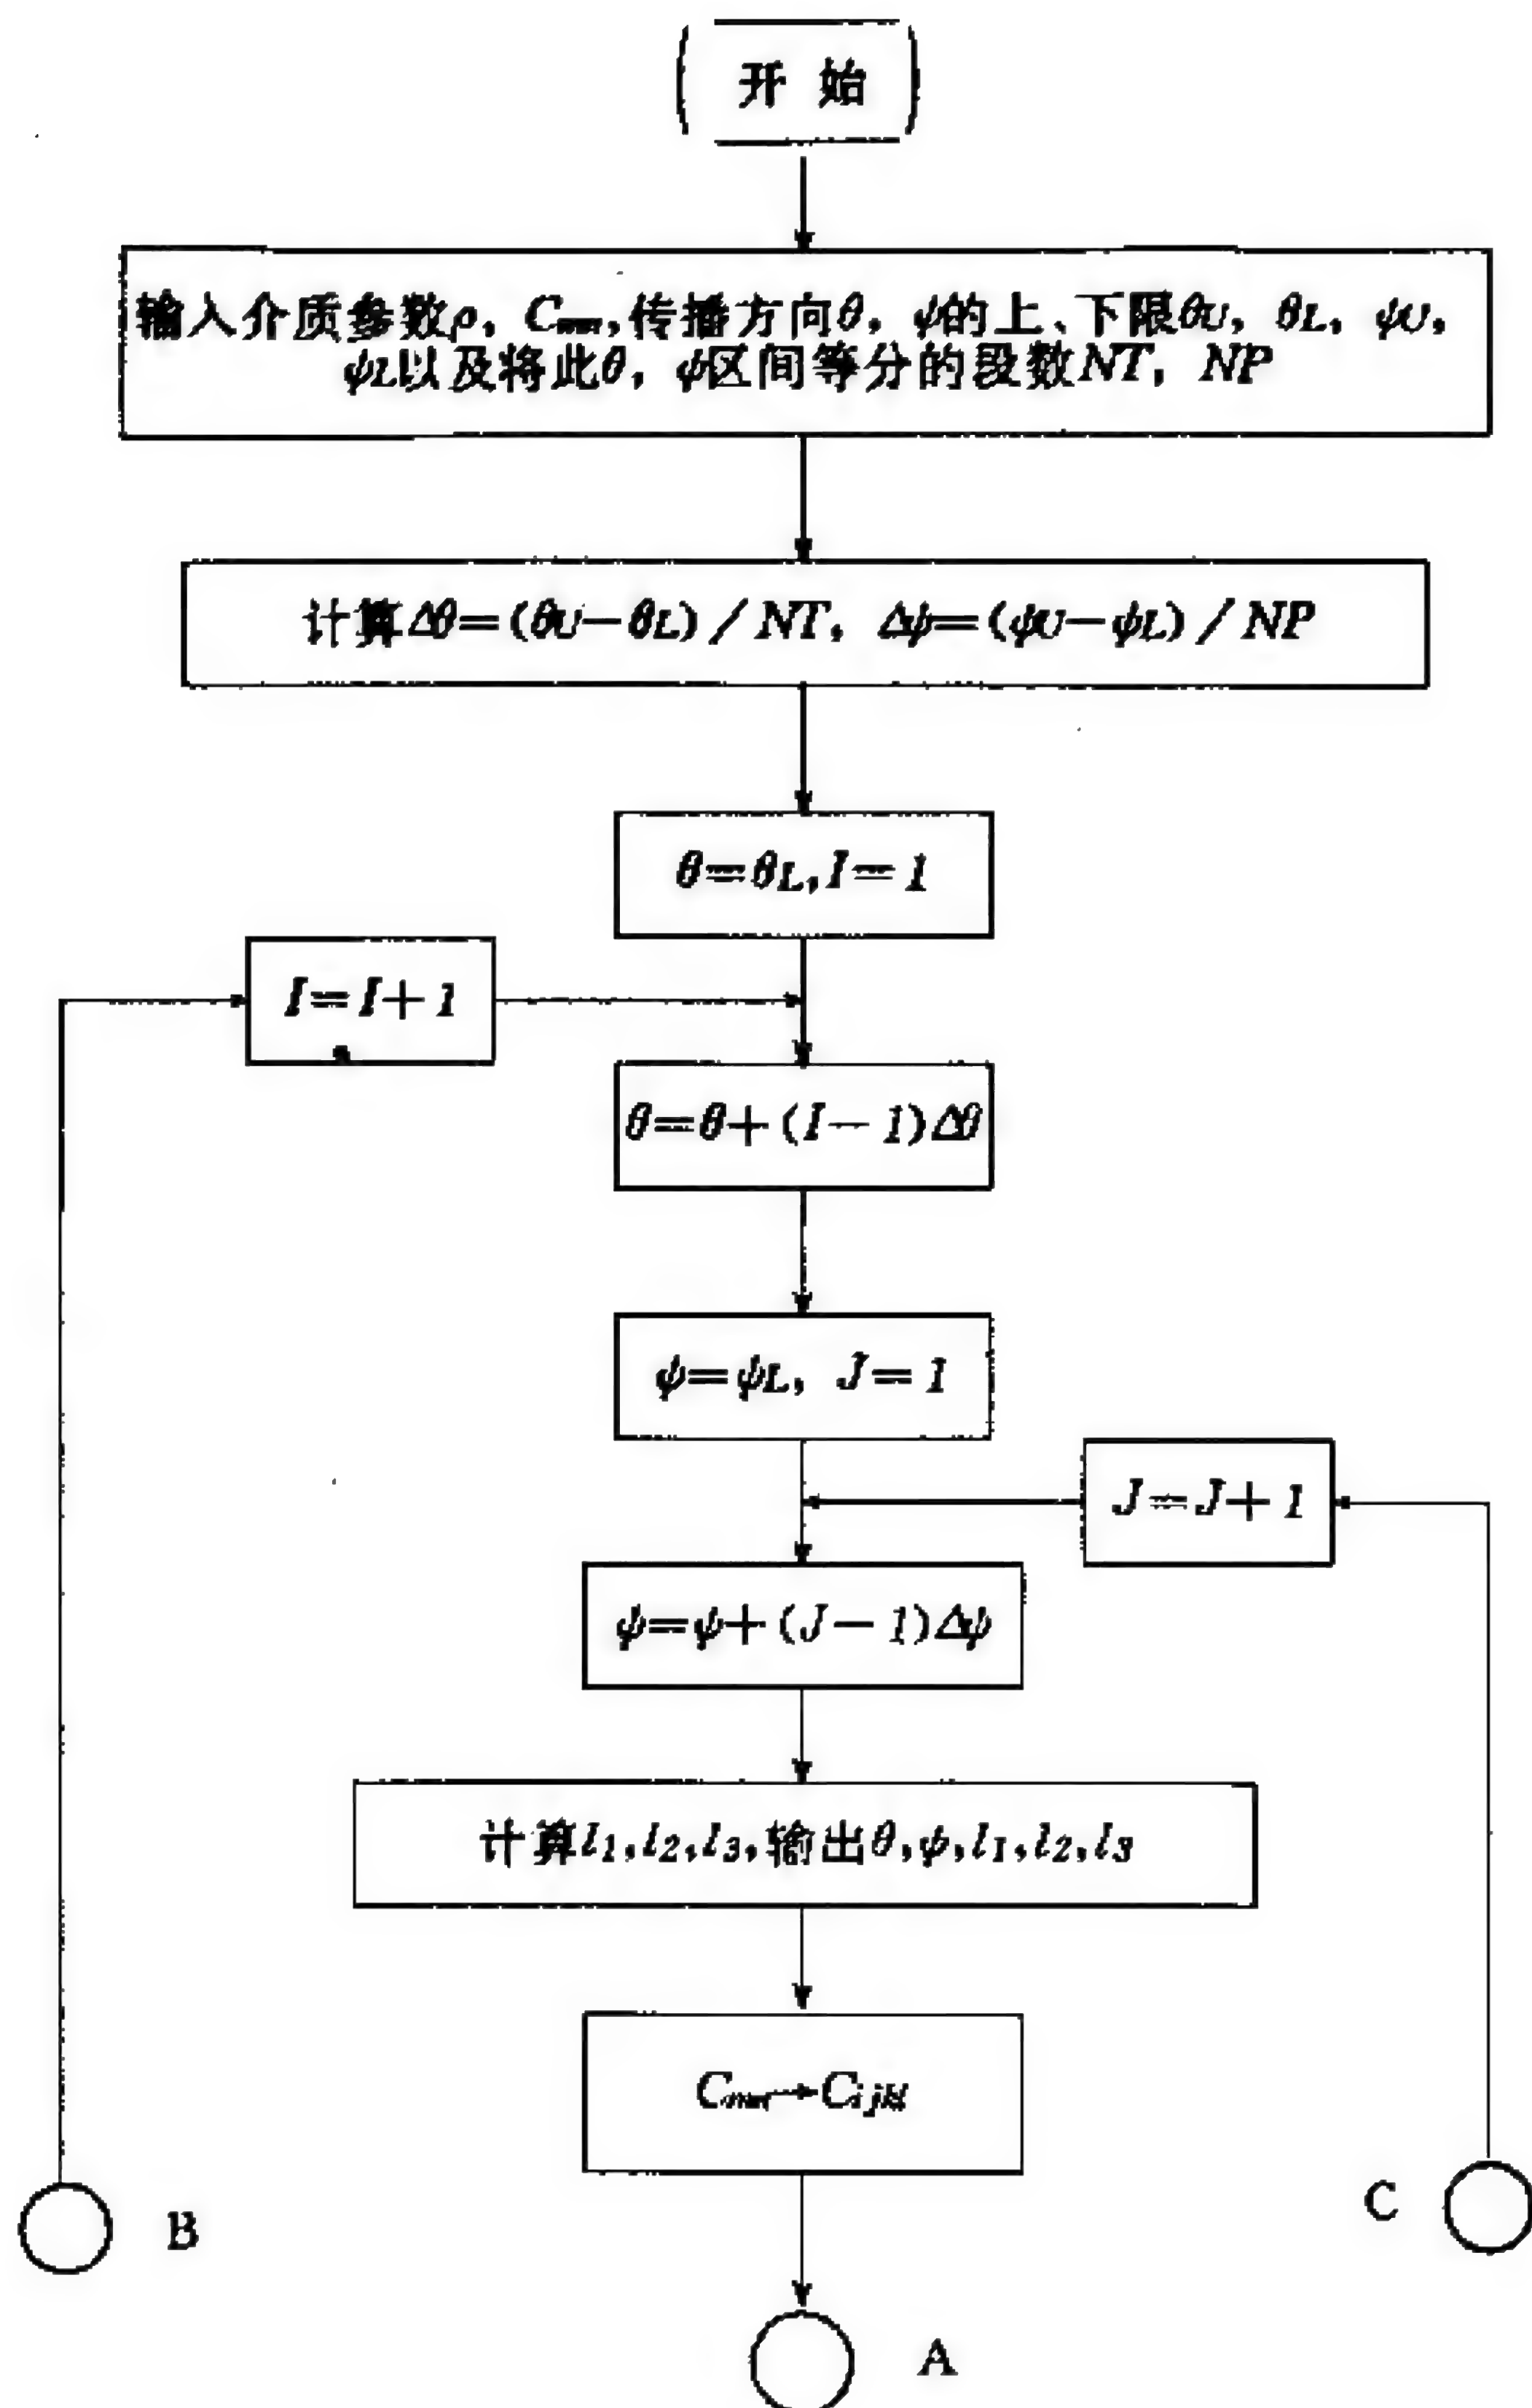 开 始
输入介质参数ρ, Cmn,传播方向θ, ψ的上、下限θU, θL, ψU,
ψL以及将此θ, ψ区间等分的段数NT, NP
计算Δθ=(θU-θL)/NT, Δψ=(ψU-ψL)/NP
θ=θL,I=1
I=I+1
θ=θ+(I-1)Δθ
ψ=ψL, J=1
J=J+1
ψ=ψ+(J-1)Δψ
计算l1,l2,l3,输出θ,ψ,l1,l2,l3
Cmn→Cijkl
B
C
A